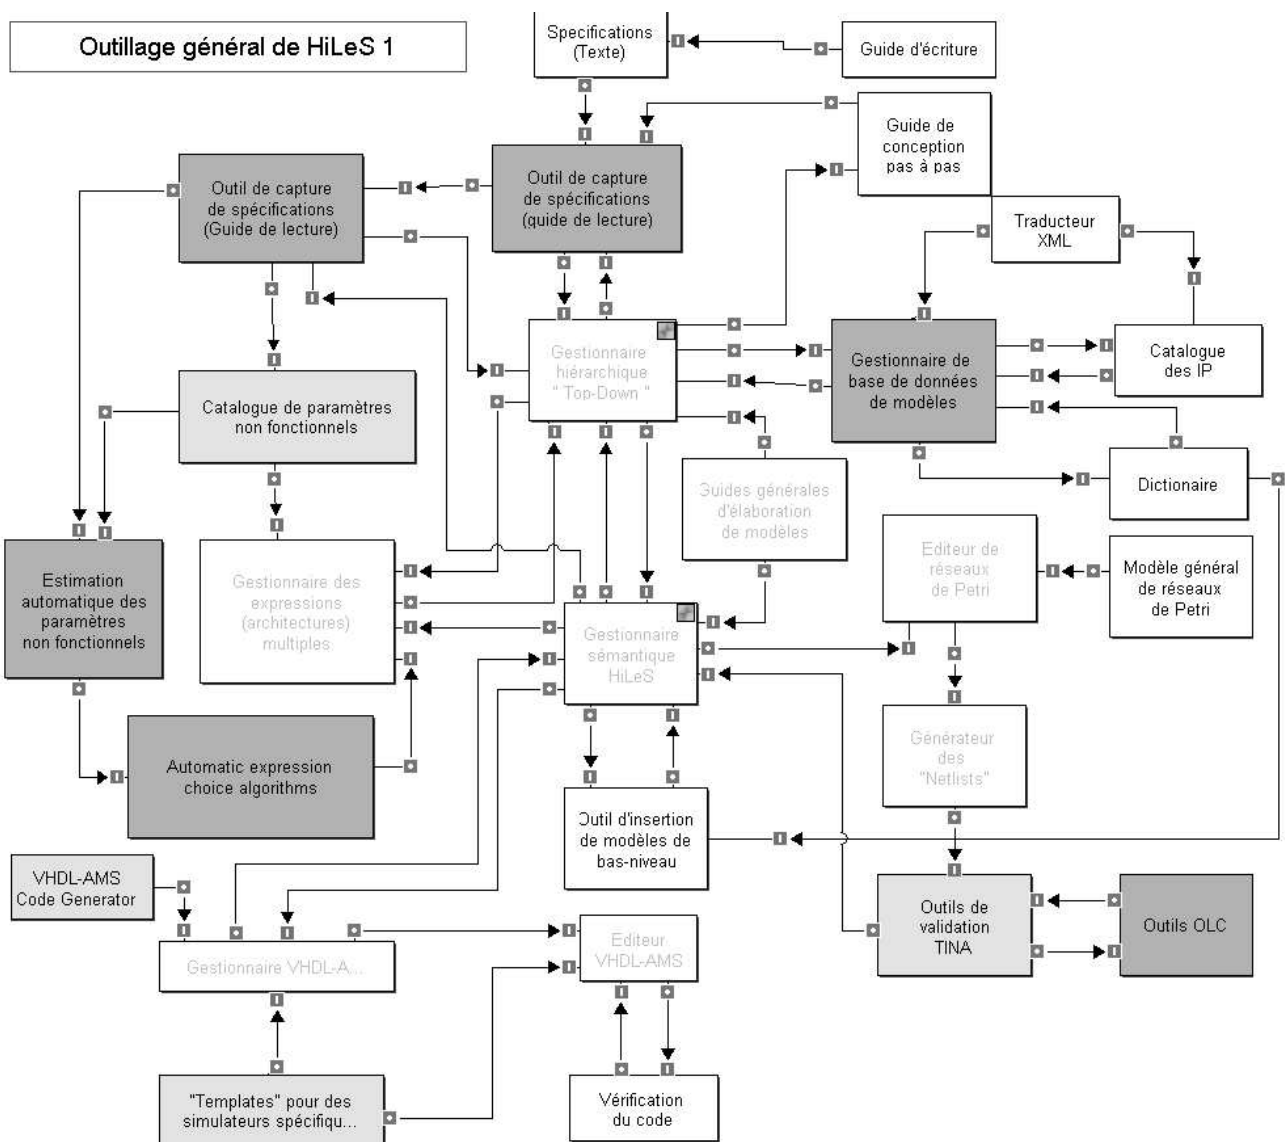 Outillage général de HiLeS 1
Specifications
(Texte)
Guide d'écriture
Guide de
conception
pas à pas
Outil de capture
de spécifications
(Guide de lecture)
Outil de capture
de spécifications
(quide de lecture)
Traducteur
XML
Gestionnaire
hiérarchique
" Top-Down "
Gestionnaire de
base de données
de modèles
Catalogue
des IP
Catalogue de paramètres
non fonctionnels
Guides générales
d'élaboration
de modèles
Dictionaire
Estimation
automatique des
paramètres
non fonctionnels
Gestionnaire des
expressions
(architectures)
multiples
Editeur de
réseaux
de Petri
Modèle général
de réseaux
de Petri
Gestionnaire
sémantique
HiLeS
Automatic expression
choice algorithms
Générateur
des
"Netlists"
Outil d'insertion
de modèles de
bas-niveau
VHDL-AMS
Code Generator
Outils de
validation
TINA
Outils OLC
Gestionnaire VHDL-A...
Editeur
VHDL-AMS
"Templates" pour des
simulateurs spécifiqu...
Vérification
du code